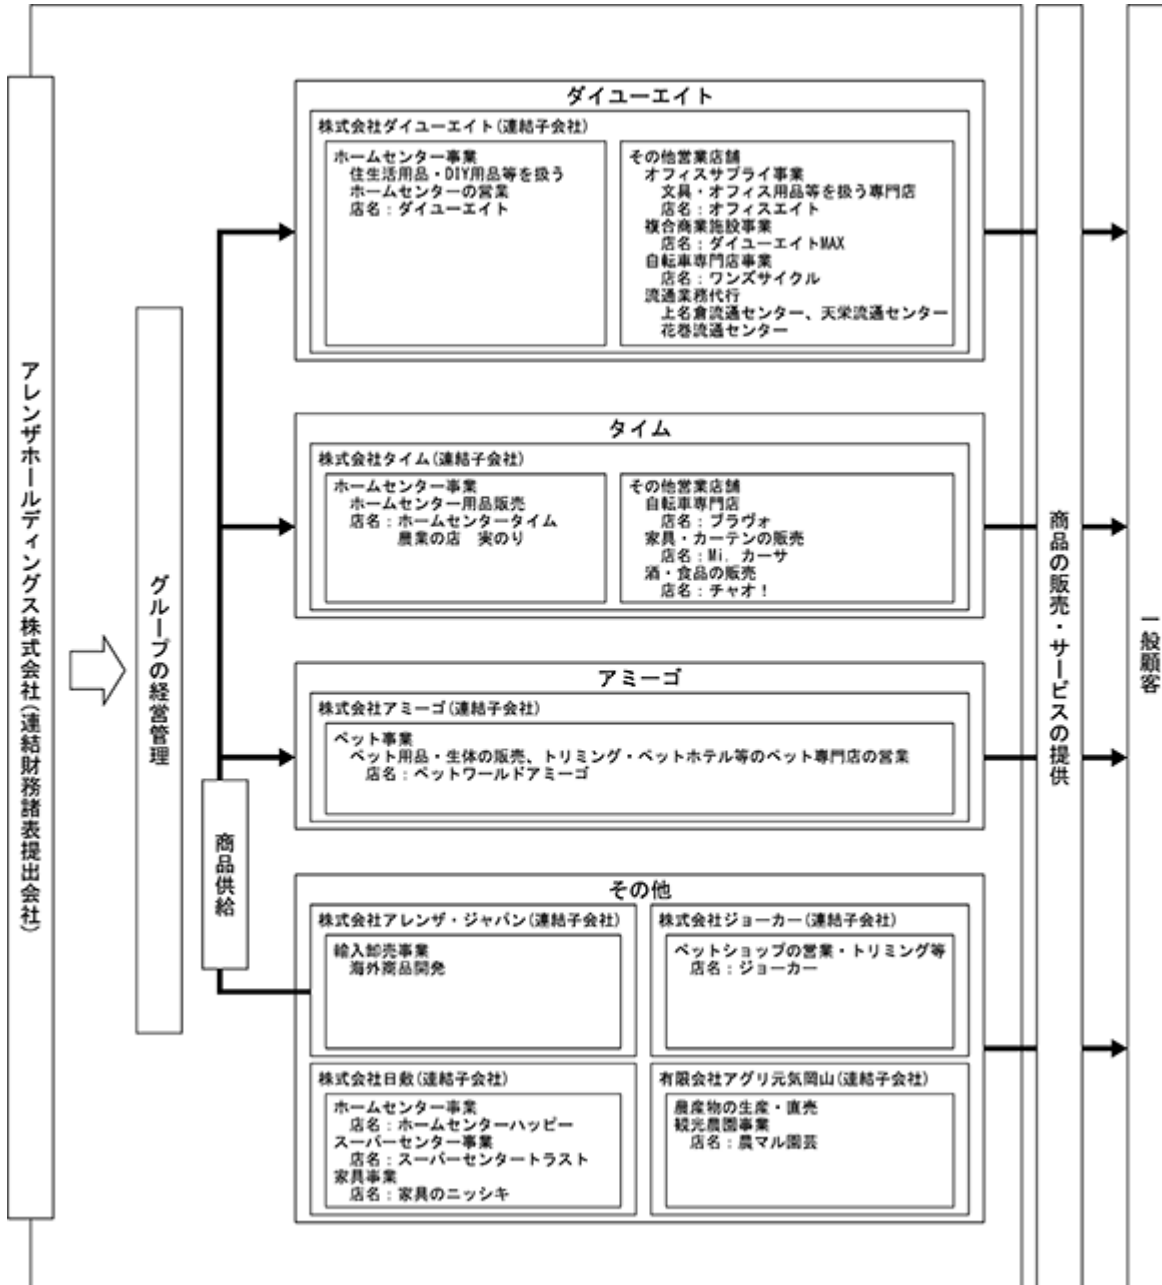 アレンザホールディングス株式会社(連結財務諸表提出会社)
グループの経営管理
商品供給
ダイユーエイト
株式会社ダイユーエイト(連結子会社)
ホームセンター事業
住生活用品・DIY用品等を扱う
ホームセンターの営業
店名:ダイユーエイト
その他営業店舗
オフィスサプライ事業
文具・オフィス用品等を扱う専門店
店名:オフィスエイト
複合商業施設事業
店名:ダイユーエイトMAX
自転車専門店事業
店名:ワンズサイクル
流通業務代行
上名倉流通センター、天栄流通センター
花巻流通センター
タイム
株式会社タイム(連結子会社)
ホームセンター事業
ホームセンター用品販売
店名:ホームセンタータイム
農業の店 実のり
その他営業店舗
自転車専門店
店名:ブラヴォ
家具・カーテンの販売
店名:Mi.カーサ
酒・食品の販売
店名:チャオ!
アミーゴ
株式会社アミーゴ(連結子会社)
ペット事業
ペット用品・生体の販売、トリミング・ペットホテル等のペット専門店の営業
店名:ペットワールドアミーゴ
その他
株式会社アレンザ・ジャパン(連結子会社)
輸入卸売事業
海外商品開発
株式会社ジョーカー(連結子会社)
ペットショップの営業・トリミング等
店名:ジョーカー
株式会社日敷(連結子会社)
ホームセンター事業
店名:ホームセンターハッピー
スーパーセンター事業
店名:スーパーセンタートラスト
家具事業
店名:家具のニッシキ
有限会社アグリ元気岡山(連結子会社)
農産物の生産・直売
観光農園事業
店名:農マル園芸
商品の販売・サービスの提供
一般顧客